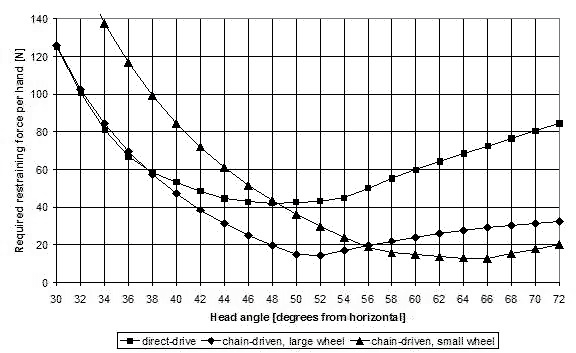 140
120
100
80
60
40
20
0
Required restraining force per hand [N]
30 32 34 36 38 40 42 44 46 48 50 52 54 56 58 60 62 64 66 68 70 72
Head angle [degrees from horizontal]
direct-drive chain-driven, large wheel chain-driven, small wheel